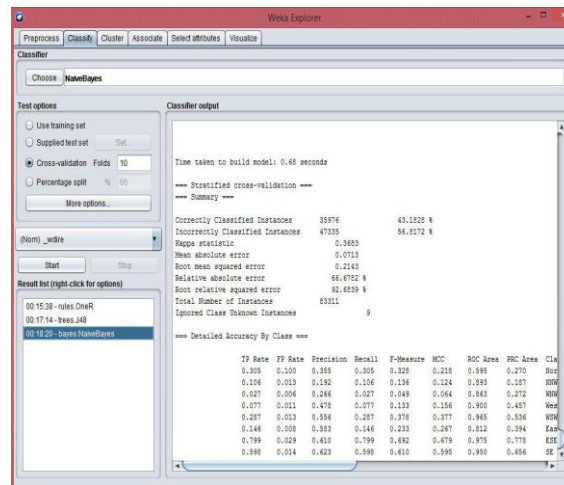 Weka Explorer
Preprocess Classify Cluster Associate Select attributes Visualize
Classifier
Choose NaiveBayes
Test options
Use training set
Supplied test set Set...
Cross-validation Folds 10
Percentage split % 66
More options...
(Nom) _wdire
Start Stop
Result list (right-click for options)
00:15:38 - rules.OneR
00:17:14 - trees.J48
00:18:20 - bayes.NaiveBayes
Classifier output
Time taken to build model: 0.68 seconds
=== Stratified cross-validation ===
=== Summary ===
Correctly Classified Instances 35976 43.1828 %
Incorrectly Classified Instances 47335 56.8172 %
Kappa statistic 0.3683
Mean absolute error 0.0713
Root mean squared error 0.2143
Relative absolute error 66.6782 %
Root relative squared error 92.6839 %
Total Number of Instances 83311
Ignored Class Unknown Instances 9
=== Detailed Accuracy By Class ===
TP Rate FP Rate Precision Recall F-Measure MCC ROC Area PRC Area Cla
0.305 0.100 0.355 0.305 0.328 0.218 0.595 0.270 Nor
0.106 0.013 0.192 0.106 0.136 0.124 0.893 0.187 NNW
0.027 0.006 0.266 0.027 0.049 0.064 0.863 0.272 WNW
0.077 0.011 0.478 0.077 0.133 0.156 0.900 0.457 Wes
0.287 0.013 0.556 0.287 0.378 0.377 0.965 0.536 WSW
0.146 0.008 0.583 0.146 0.233 0.267 0.812 0.394 Eas
0.799 0.029 0.610 0.799 0.692 0.679 0.975 0.778 ESE
0.598 0.014 0.623 0.598 0.610 0.595 0.950 0.656 SE